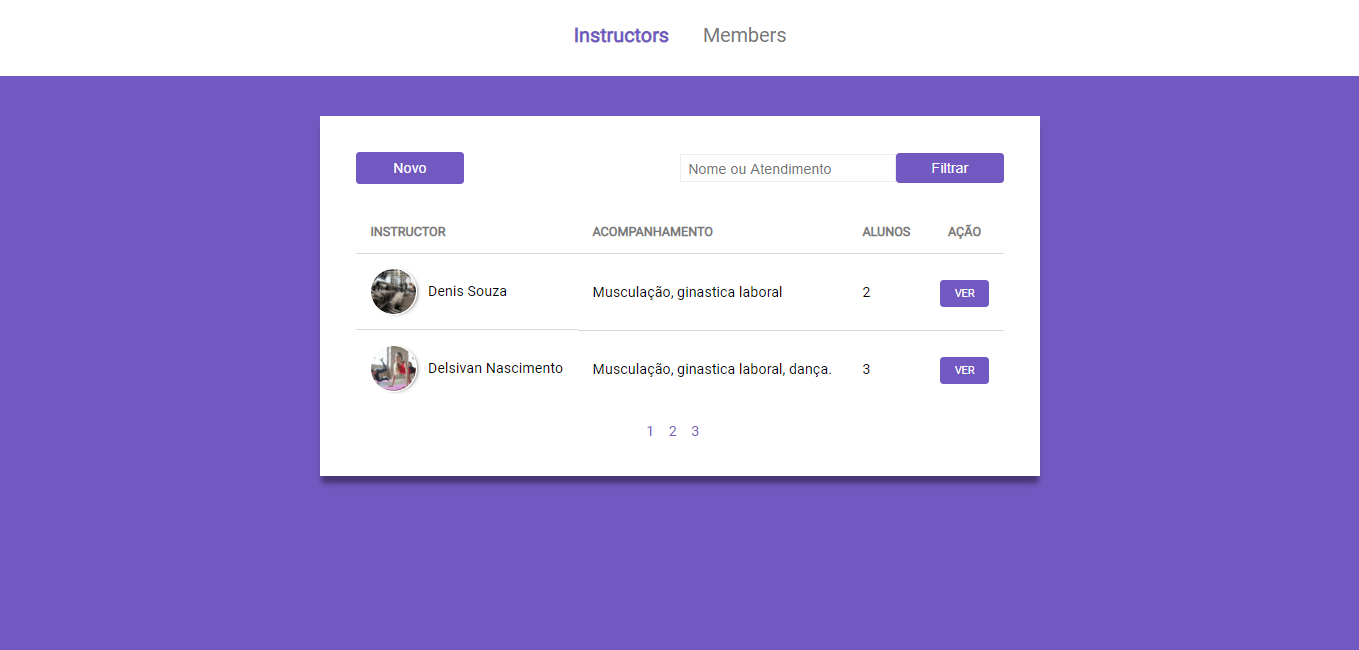 Instructors Members
Novo Nome ou Atendimento Filtrar
INSTRUCTOR ACOMPANHAMENTO ALUNOS AÇÃO
Denis Souza Musculação, ginastica laboral 2 VER
Delsivan Nascimento Musculação, ginastica laboral, dança. 3 VER
1 2 3